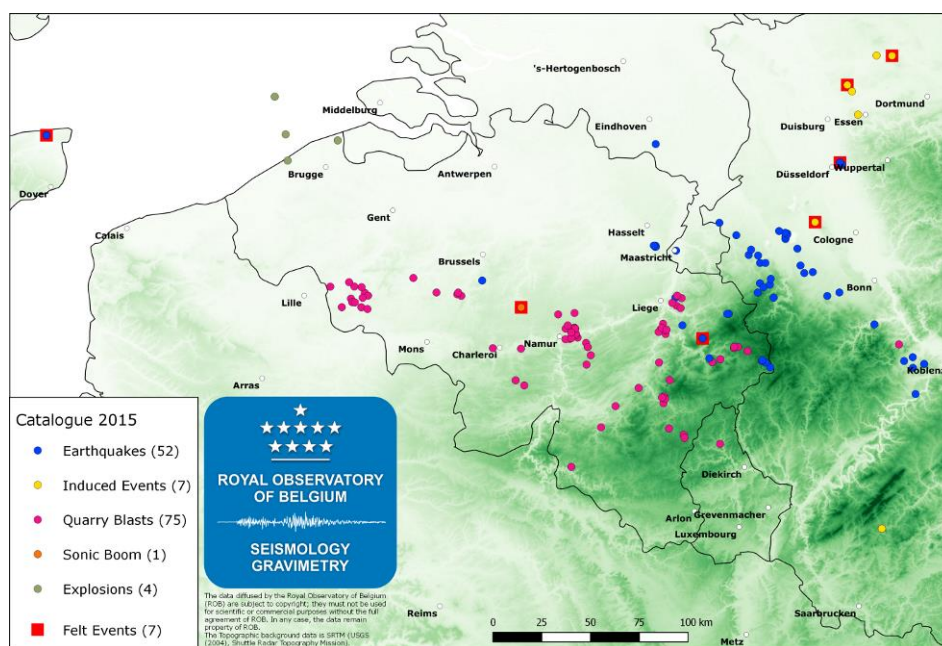 's-Hertogenbosch
Middelburg
Dortmund
Eindhoven
Duisburg
Essen
Brugge
Antwerpen
Düsseldorf
Wuppertal
Dover
Gent
Calais
Hasselt
Cologne
Brussels
Maastricht
Bonn
Lille
Liege
Mons
Charleroi
Namur
Koblenz
Arras
Catalogue 2015
Earthquakes (52)
Induced Events (7)
Quarry Blasts (75)
Sonic Boom (1)
Explosions (4)
Felt Events (7)
ROYAL OBSERVATORY
OF BELGIUM
SEISMOLOGY
GRAVIMETRY
Diekirch
Arlon
Grevenmacher
Luxembourg
The data diffused by the Royal Observatory of Belgium
(ROB) are subject to copyright; they must not be used
for scientific or commercial purposes without the full
agreement of ROB. In any case, the data remain
property of ROB.
The Topographic background data is SRTM (USGS
(2004), Shuttle Radar Topography Mission).
Reims
Saarbrucken
Metz
0 25 50 75 100 km